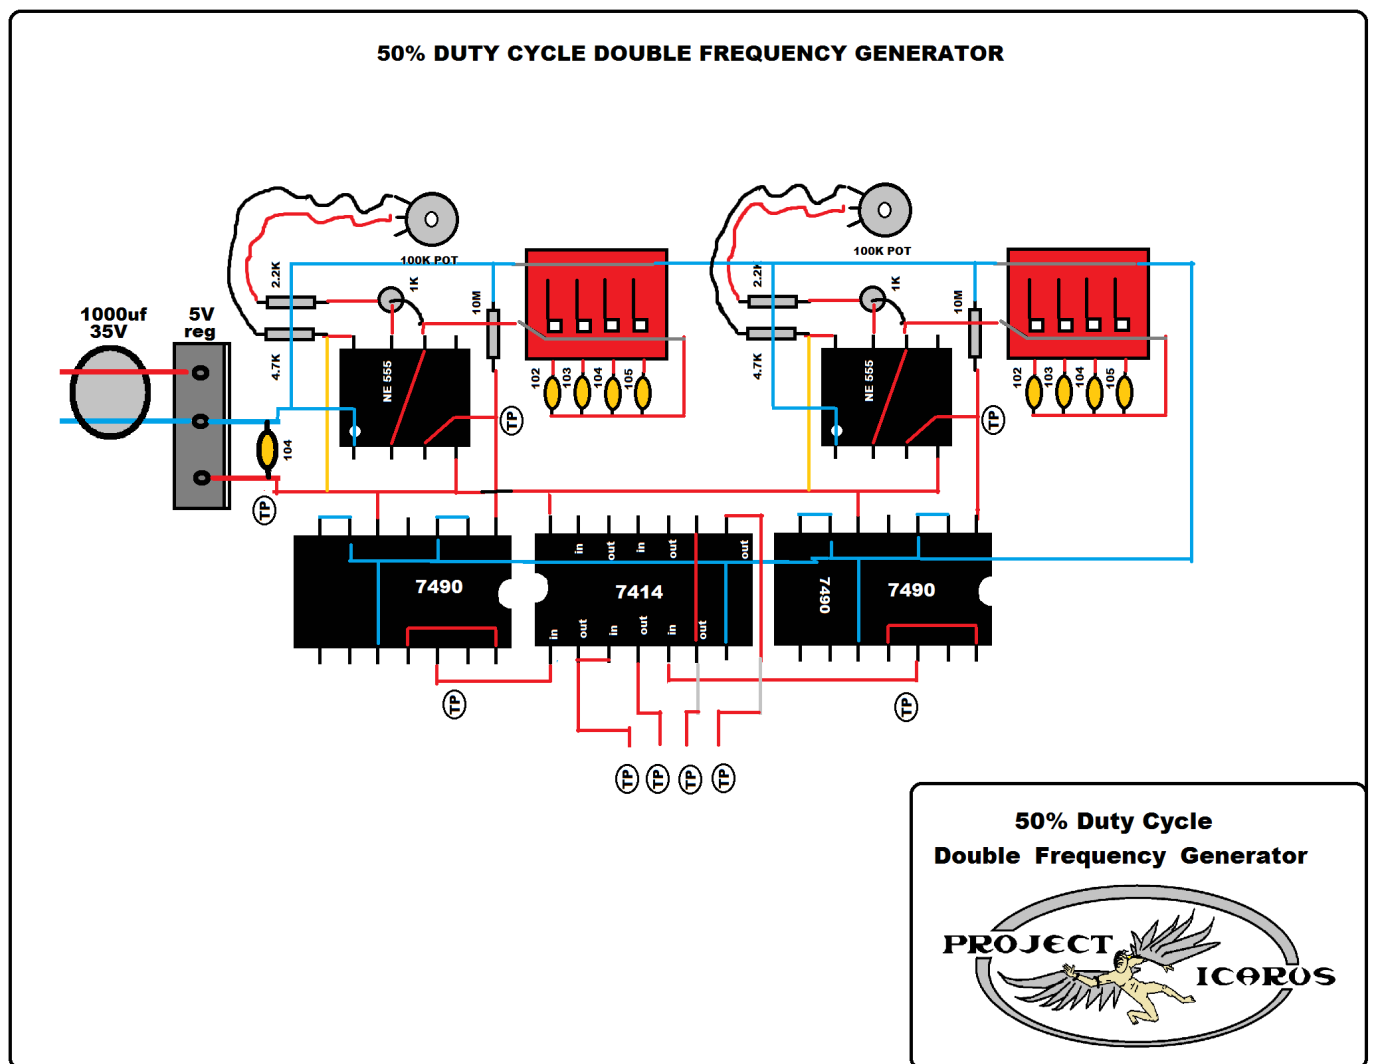 50% DUTY CYCLE DOUBLE FREQUENCY GENERATOR
100K POT
100K POT
2.2K
1K
10M
2.2K
1K
10M
1000uf
35V
5V
reg
4.7K
NE 555
102
103
104
105
TP
4.7K
NE 555
102
103
104
105
TP
104
TP
in
out
in
out
out
7490
7414
7490
7490
in
out
in
out
in
out
TP
TP
TP
TP
TP
TP
50% Duty Cycle
Double Frequency Generator
PROJECT
ICAROS